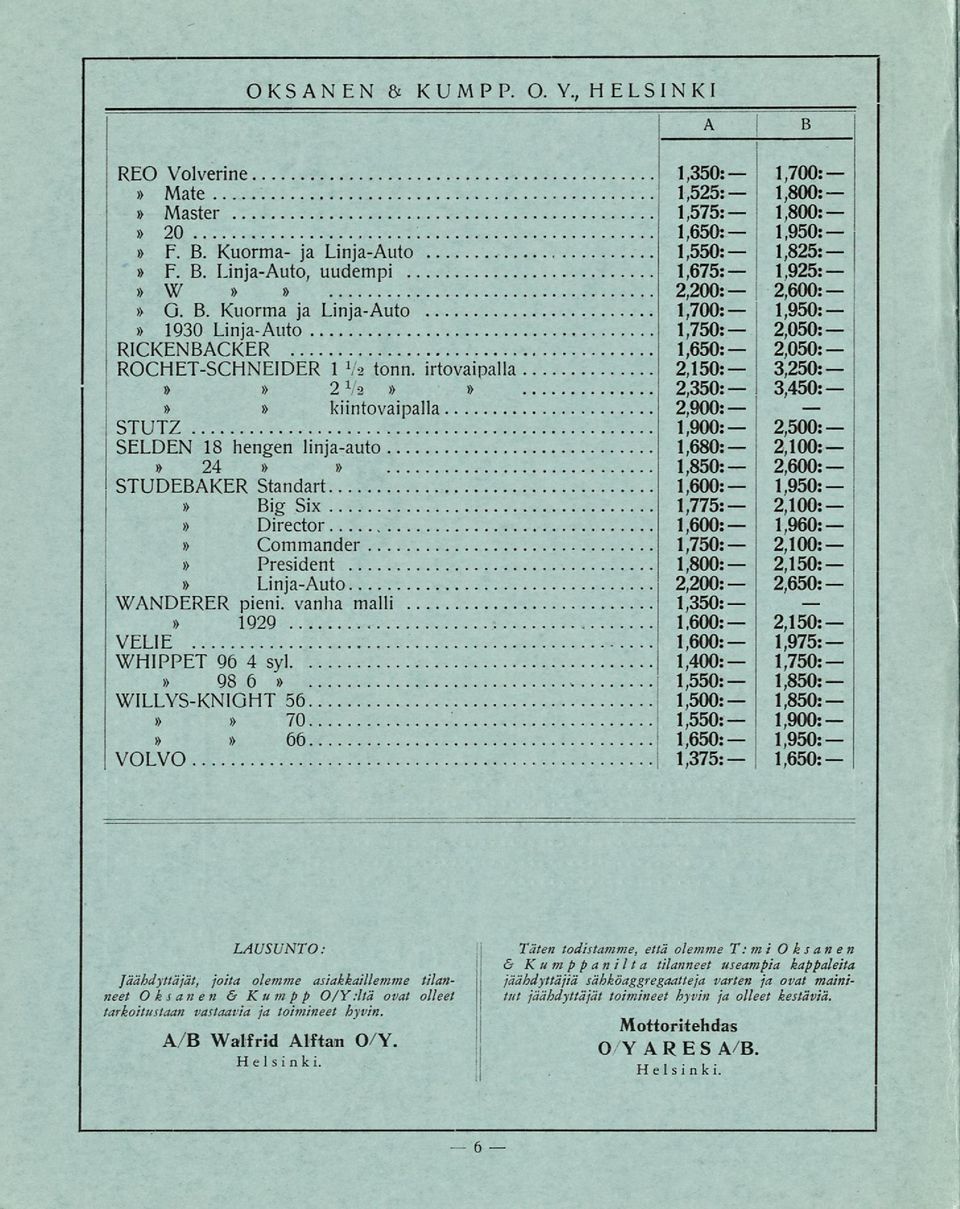 OKSANEN & KUMPP. O. Y., HELSINKI
A B
REO Volverine 1,350:— 1,700:—
» Mate 1,525:— 1,800:—
» Master 1,575:— 1,800:—
» 20 1,650:— 1,950:—
» F. B. Kuorma- ja Linja-Auto 1,550:— 1,825:—
» F. B. Linja-Auto, uudempi 1,675:— 1,925:—
» W » » 2,200:— 2,600:—
» G. B. Kuorma ja Linja-Auto 1,700:— 1,950:—
» 1930 Linja-Auto 1,750:— 2,050:—
RICKENBACKER 1,650:— 2,050:—
ROCHET-SCHNEIDER 1 1/2 tonn. irtovaipalla 2,150:— 3,250:—
» » 2 1/2 » » 2,350:— 3,450:—
» » kiintovaipalla 2,900:— —
STUTZ 1,900:— 2,500:—
SELDEN 18 hengen linja-auto 1,680:— 2,100:—
» 24 » » 1,850:— 2,600:—
STUDEBAKER Standart 1,600:— 1,950:—
» Big Six 1,775:— 2,100:—
» Director 1,600:— 1,960:—
» Commander 1,750:— 2,100:—
» President 1,800:— 2,150:—
» Linja-Auto 2,200:— 2,650:—
WANDERER pieni. vanha malli 1,350:— —
» 1929 1,600:— 2,150:—
VELIE 1,600:— 1,975:—
WHIPPET 96 4 syl. 1,400:— 1,750:—
» 98 6 » 1,550:— 1,850:—
WILLYS-KNIGHT 56 1,500:— 1,850:—
» » 70 1,550:— 1,900:—
» » 66 1,650:— 1,950:—
VOLVO 1,375:— 1,650:—
LAUSUNTO:
Jäähdyttäjät, joita olemme asiakkaillemme tilan-
neet Oksanen & Kumpp O/Y:ltä ovat olleet
tarkoitustaan vastaavia ja toimineet hyvin.
A/B Walfrid Alftan O/Y.
Helsinki.
Täten todistamme, että olemme T:mi Oksanen
& Kumppanilta tilanneet useampia kappaleita
jäähdyttäjiä sähköaggregaatteja varten ja ovat maini-
tut jäähdyttäjät toimineet hyvin ja olleet kestäviä.
Mottoritehdas
O/Y ARES A/B.
Helsinki.
— 6 —